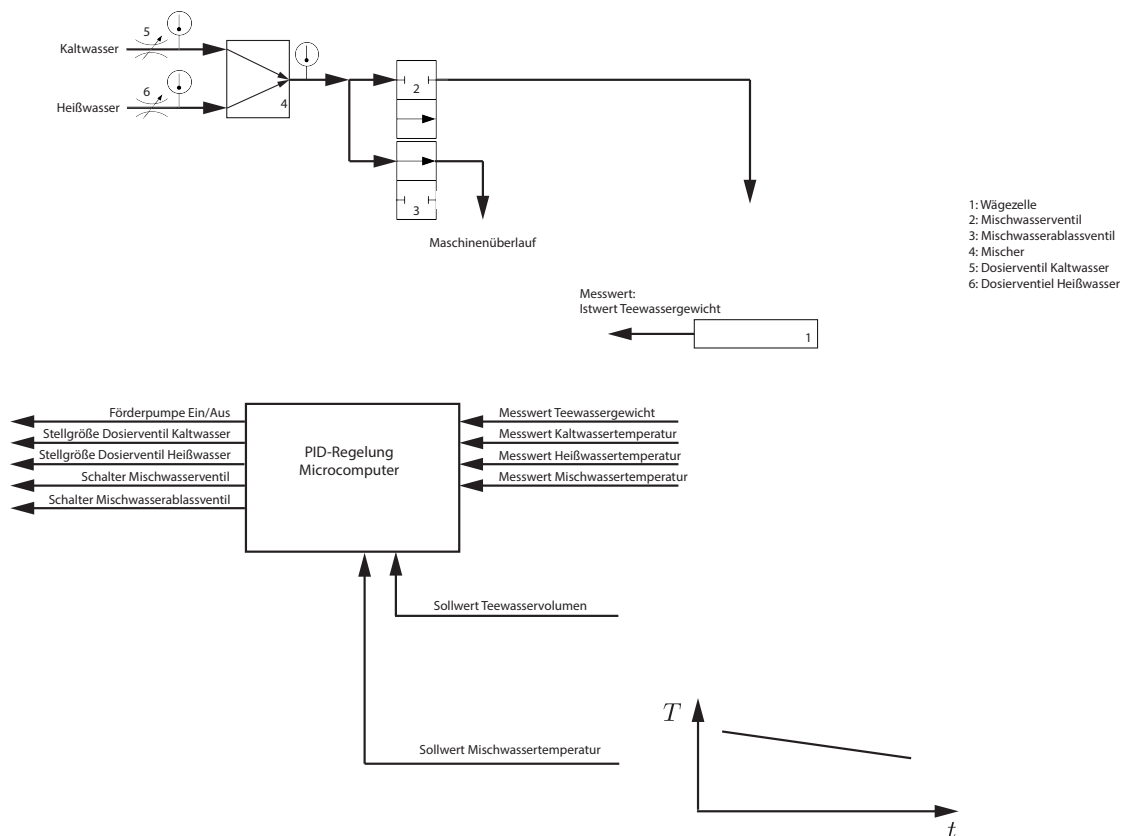 5
Kaltwasser
6
Heißwasser
4
2
3
Maschinenüberlauf
1: Wägezelle
2: Mischwasserventil
3: Mischwasserablassventil
4: Mischer
5: Dosierventil Kaltwasser
6: Dosierventiel Heißwasser
Messwert:
Istwert Teewassergewicht
1
Förderpumpe Ein/Aus
Stellgröße Dosierventil Kaltwasser
Stellgröße Dosierventil Heißwasser
Schalter Mischwasserventil
Schalter Mischwasserablassventil
PID-Regelung
Microcomputer
Messwert Teewassergewicht
Messwert Kaltwassertemperatur
Messwert Heißwassertemperatur
Messwert Mischwassertemperatur
Sollwert Teewasservolumen
Sollwert Mischwassertemperatur
T
t